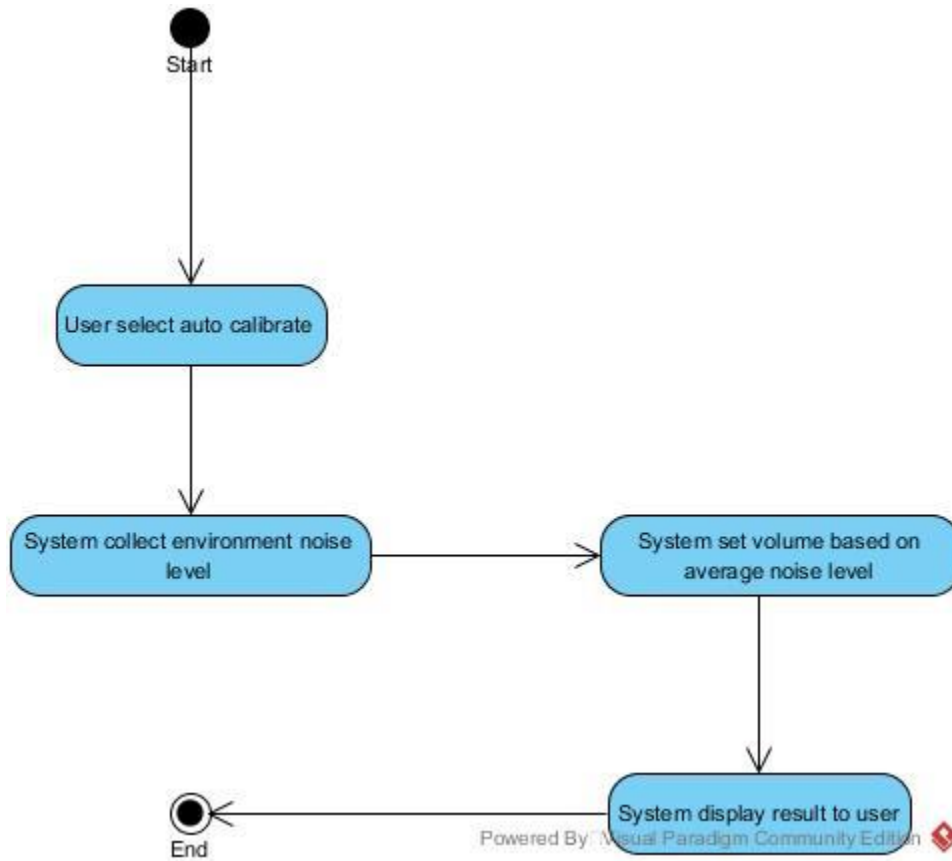 Start
User select auto calibrate
System collect environment noise
level
System set volume based on
average noise level
System display result to user
Powered By Visual Paradigm Community Edition
End